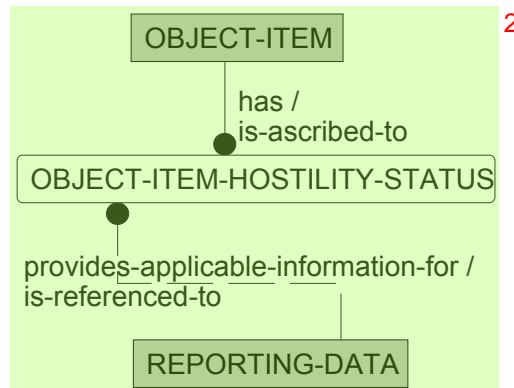 OBJECT-ITEM
2
has /
is-ascribed-to
OBJECT-ITEM-HOSTILITY-STATUS
provides-applicable-information-for /
is-referenced-to
REPORTING-DATA